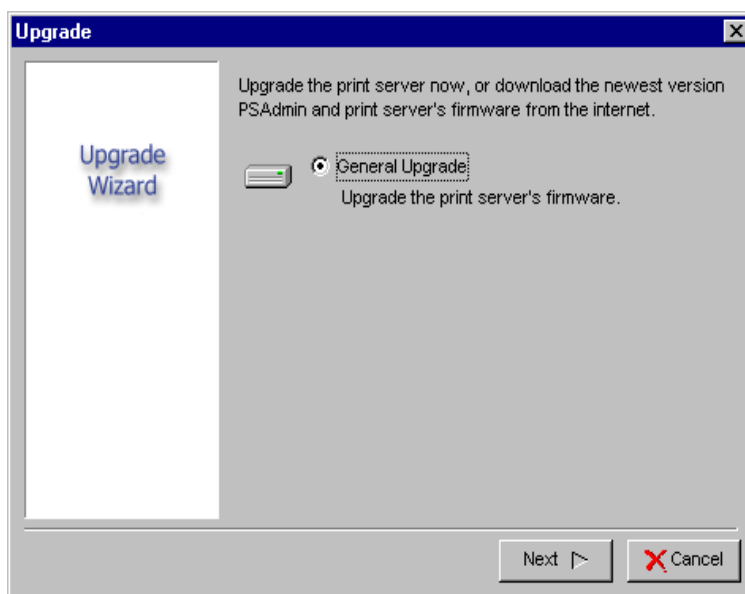 Upgrade
Upgrade the print server now, or download the newest version
PSAdmin and print server's firmware from the internet.
Upgrade
Wizard
General Upgrade
Upgrade the print server's firmware.
Next
Cancel